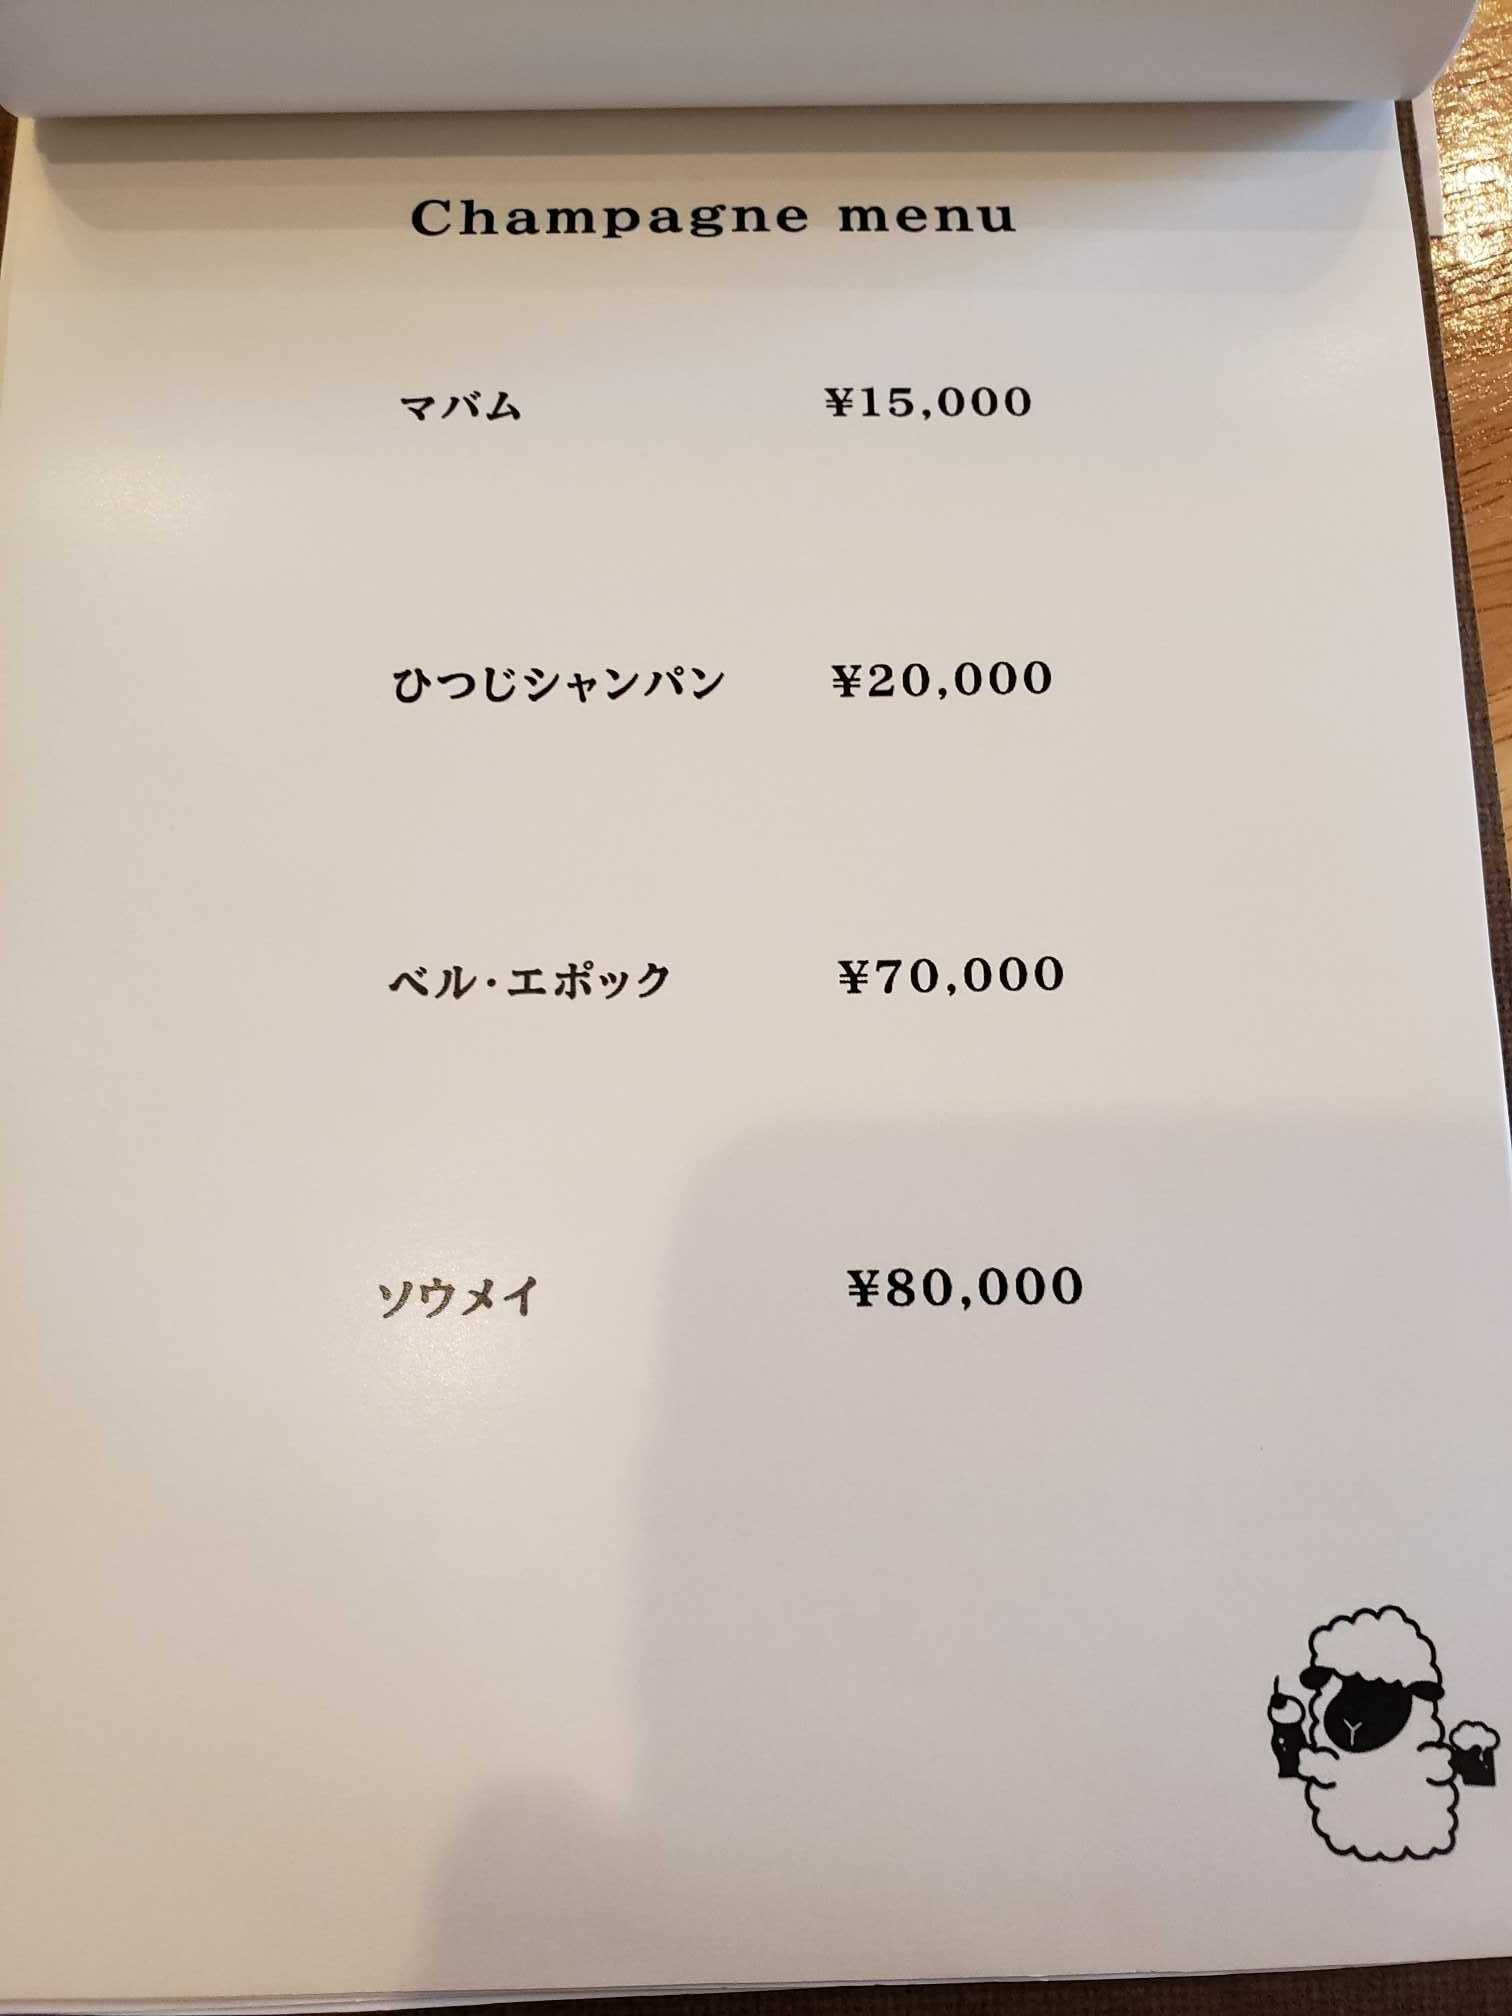 Champagne menu
マバム ¥15,000
ひつじシャンパン ¥20,000
ベル・エポック ¥70,000
ソウメイ ¥80,000